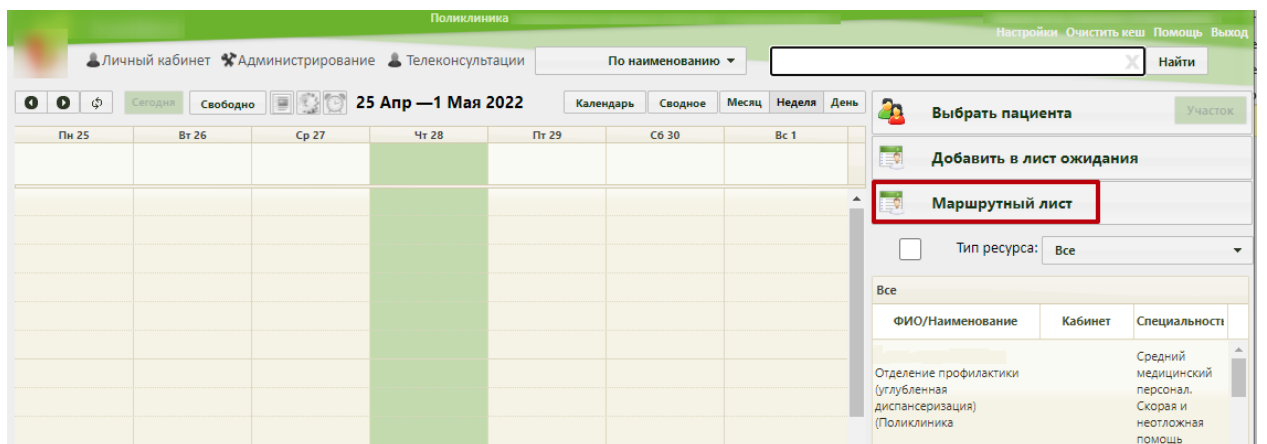 Поликлиника
Настройки Очистить кеш Помощь Выход
Личный кабинет Администрирование Телеконсультации По наименованию X Найти
Сегодня Свободно 25 Апр —1 Мая 2022 Календарь Сводное Месяц Неделя День
Выбрать пациента Участок
Пн 25 Вт 26 Ср 27 Чт 28 Пт 29 Сб 30 Вс 1
Добавить в лист ожидания
Маршрутный лист
Тип ресурса: Все
Все
ФИО/Наименование Кабинет Специальность
Отделение профилактики
(углубленная
диспансеризация)
(Поликлиника
Средний
медицинский
персонал.
Скорая и
неотложная
помощь